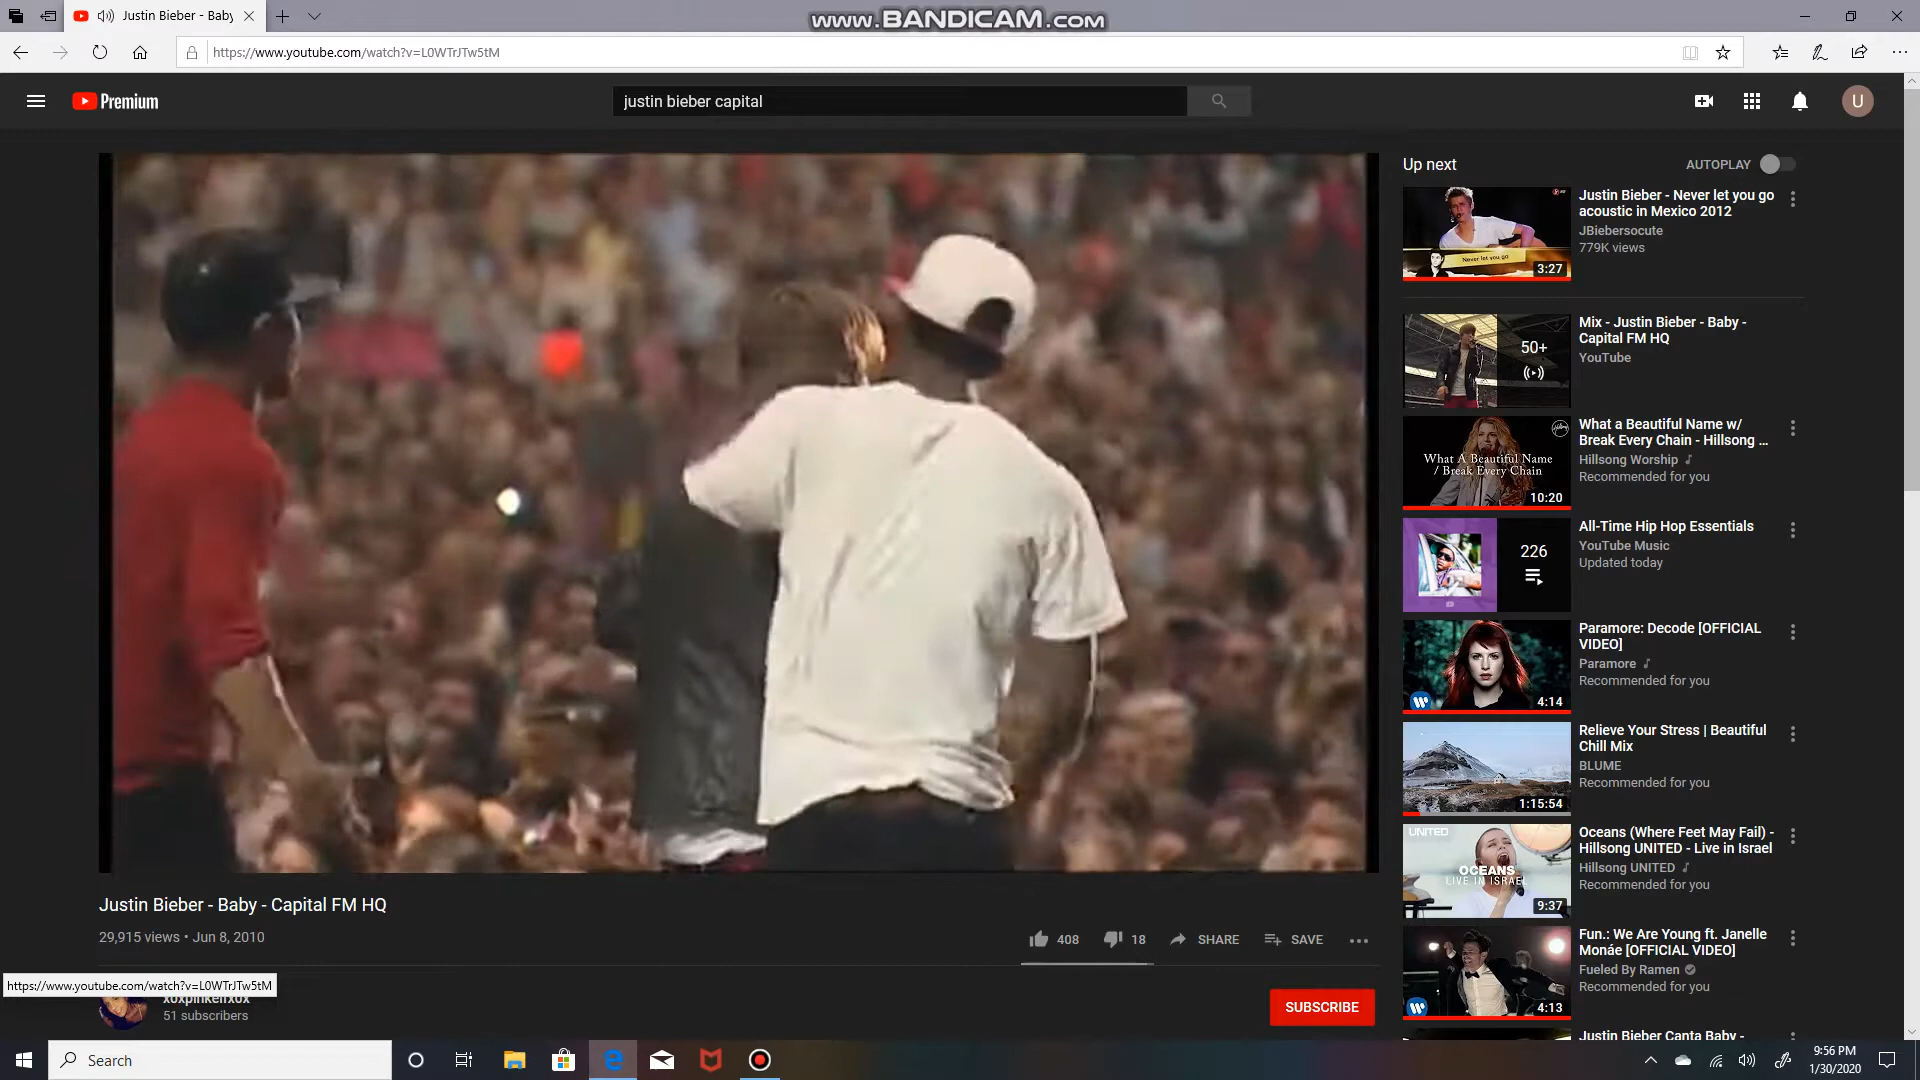 Justin Bieber - Baby
www.BANDICAM.com
https://www.youtube.com/watch?v=L0WTrJTw5tM
Premium
justin bieber capital
U
Up next
AUTOPLAY
Justin Bieber - Never let you go
acoustic in Mexico 2012
JBiebersocute
779K views
Never let you go
3:27
Mix - Justin Bieber - Baby -
Capital FM HQ
YouTube
50+
What a Beautiful Name w/
Break Every Chain - Hillsong ...
Hillsong Worship
Recommended for you
What A Beautiful Name
/ Break Every Chain
10:20
All-Time Hip Hop Essentials
YouTube Music
Updated today
226
Paramore: Decode [OFFICIAL
VIDEO]
Paramore
Recommended for you
4:14
Relieve Your Stress | Beautiful
Chill Mix
BLUME
Recommended for you
1:15:54
Oceans (Where Feet May Fail) -
Hillsong UNITED - Live in Israel
Hillsong UNITED
Recommended for you
UNITED
OCEANS
LIVE IN ISRAEL
9:37
Fun.: We Are Young ft. Janelle
Monáe [OFFICIAL VIDEO]
Fueled By Ramen
Recommended for you
4:13
Justin Bieber Canta Baby -
Justin Bieber - Baby - Capital FM HQ
29,915 views • Jun 8, 2010
408
18
SHARE
SAVE
https://www.youtube.com/watch?v=L0WTrJTw5tM
51 subscribers
SUBSCRIBE
Search
9:56 PM
1/30/2020